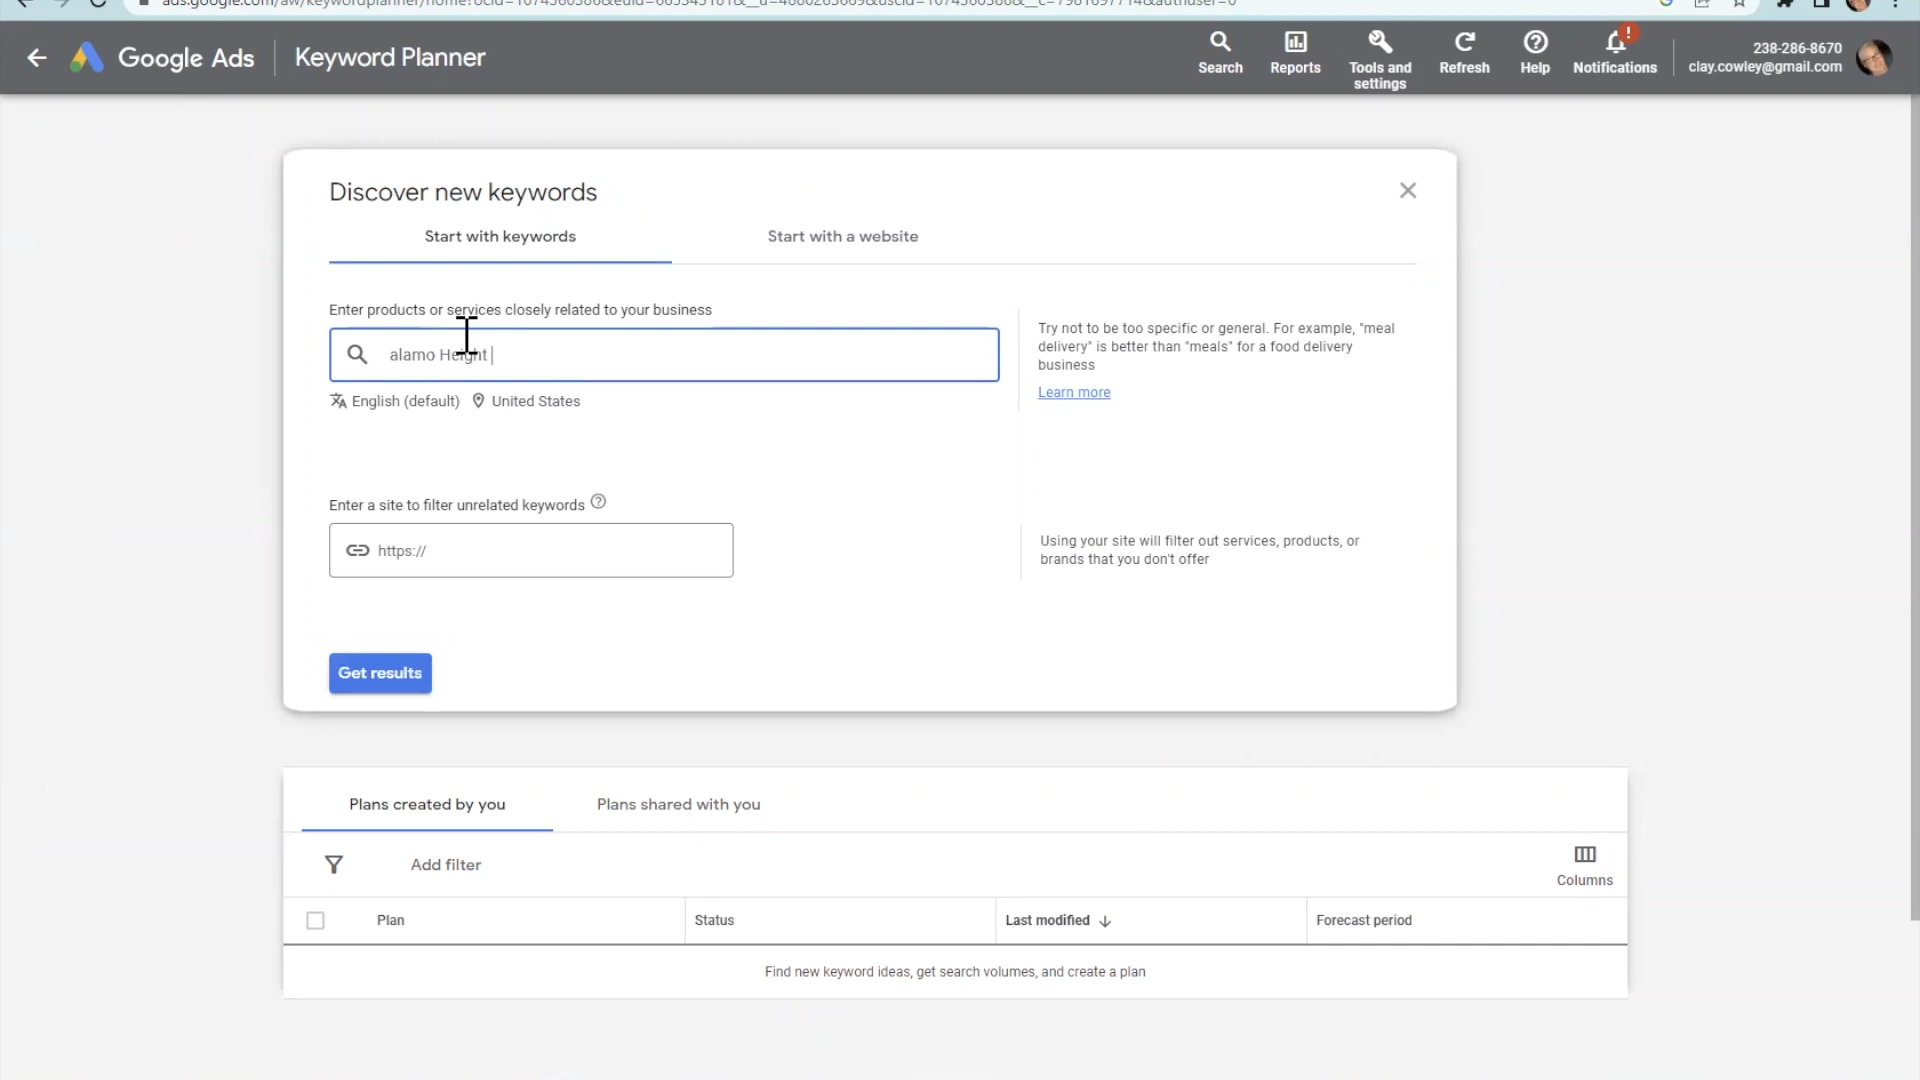 Google Ads
Keyword Planner
Search
Reports
Tools and
settings
Refresh
Help
!
Notifications
238-286-8670
clay.cowley@gmail.com
Discover new keywords
Start with keywords
Start with a website
Enter products or services closely related to your business
alamo Height
English (default)
United States
Try not to be too specific or general. For example, "meal
delivery" is better than "meals" for a food delivery
business
Learn more
Enter a site to filter unrelated keywords
https://
Using your site will filter out services, products, or
brands that you don't offer
Get results
Plans created by you
Plans shared with you
Add filter
Columns
Plan
Status
Last modified
Forecast period
Find new keyword ideas, get search volumes, and create a plan